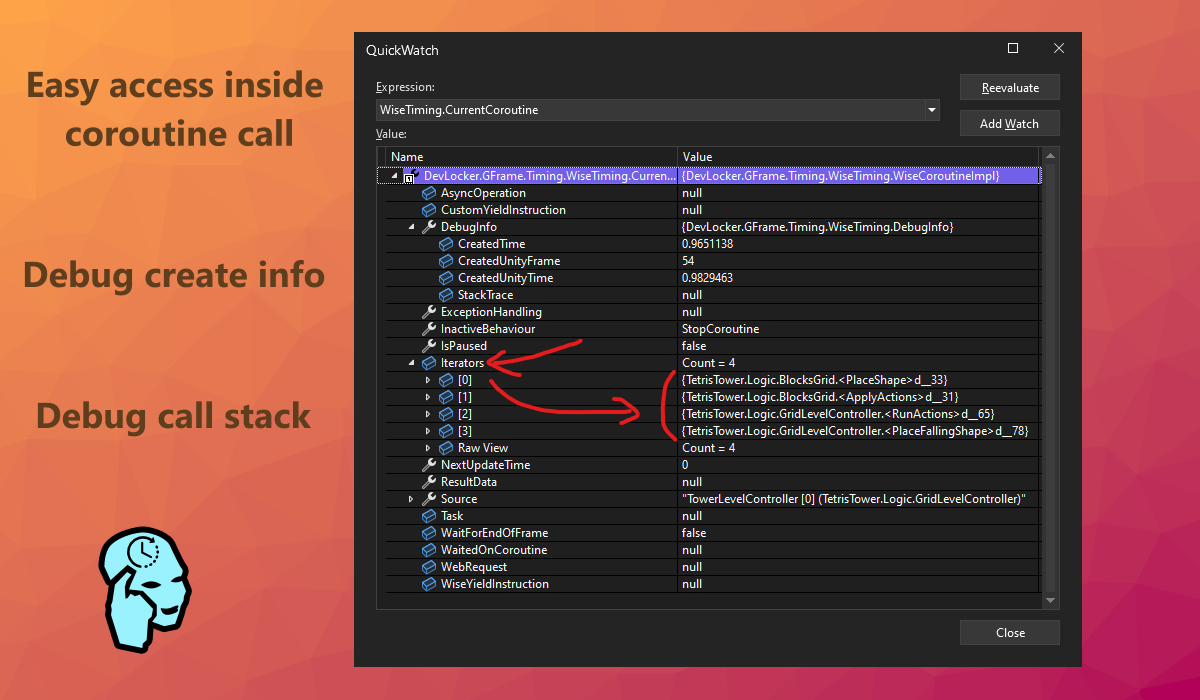 Easy access inside
coroutine call
Debug create info
Debug call stack
QuickWatch
Expression:
Reevaluate
WiseTiming.CurrentCoroutine
Add Watch
Value:
Name Value
DevLocker.GFrame.Timing.WiseTiming.Curren... {DevLocker.GFrame.Timing.WiseTiming.WiseCoroutineImpl}
AsyncOperation null
CustomYieldInstruction null
DebugInfo {DevLocker.GFrame.Timing.WiseTiming.DebugInfo}
CreatedTime 0.9651138
CreatedUnityFrame 54
CreatedUnityTime 0.9829463
StackTrace null
ExceptionHandling null
InactiveBehaviour StopCoroutine
IsPaused false
Iterators Count = 4
[0] {TetrisTower.Logic.BlocksGrid.<PlaceShape>d__33}
[1] {TetrisTower.Logic.BlocksGrid.<ApplyActions>d__31}
[2] {TetrisTower.Logic.GridLevelController.<RunActions>d__65}
[3] {TetrisTower.Logic.GridLevelController.<PlaceFallingShape>d__78}
Raw View Count = 4
NextUpdateTime 0
ResultData null
Source "TowerLevelController [0] (TetrisTower.Logic.GridLevelController)"
Task null
WaitForEndOfFrame false
WaitedOnCoroutine null
WebRequest null
WiseYieldInstruction null
Close